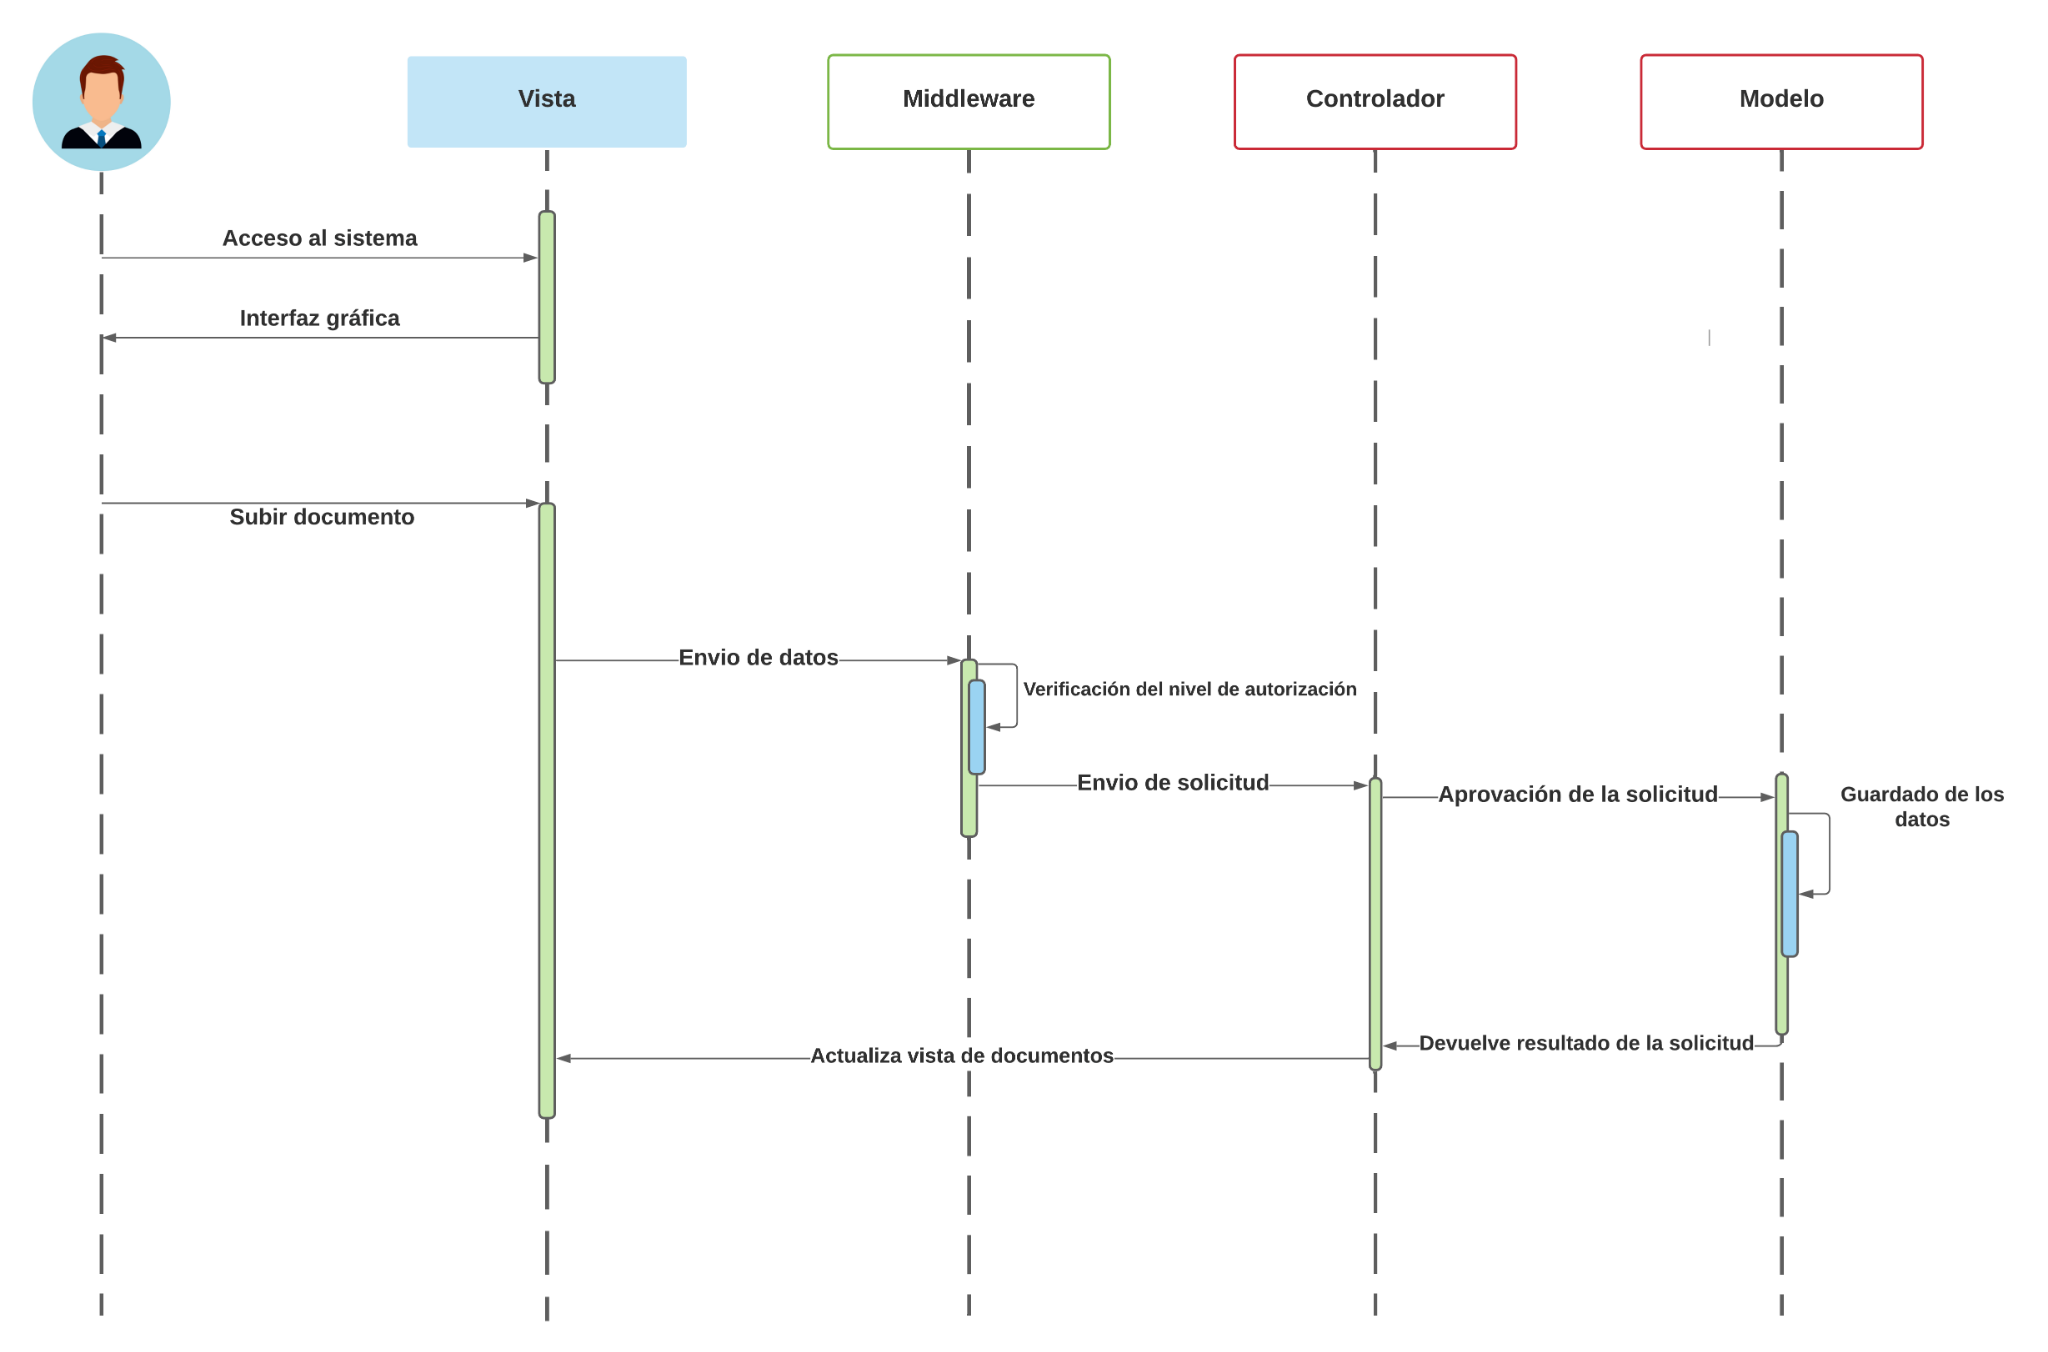 Vista
Middleware
Controlador
Modelo
Acceso al sistema
Interfaz gráfica
Subir documento
Envio de datos
Verificación del nivel de autorización
Envio de solicitud
Aprovación de la solicitud
Guardado de los
datos
Devuelve resultado de la solicitud
Actualiza vista de documentos